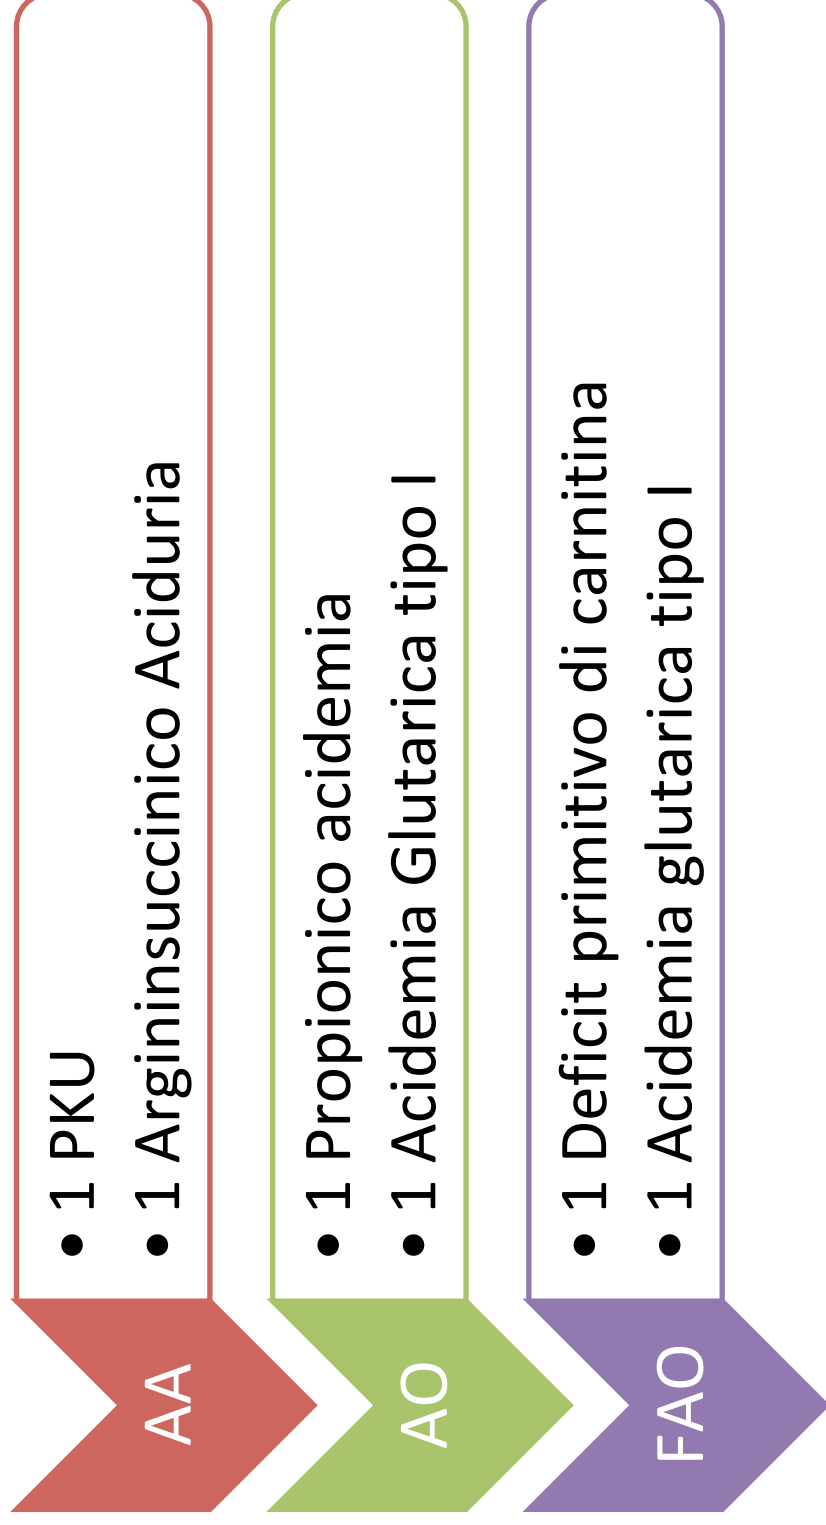 AA
• 1 PKU
• 1 Argininsuccinico Aciduria
AO
• 1 Propionico acidemia
• 1 Acidemia Glutarica tipo I
FAO
• 1 Deficit primitivo di carnitina
• 1 Acidemia glutarica tipo I